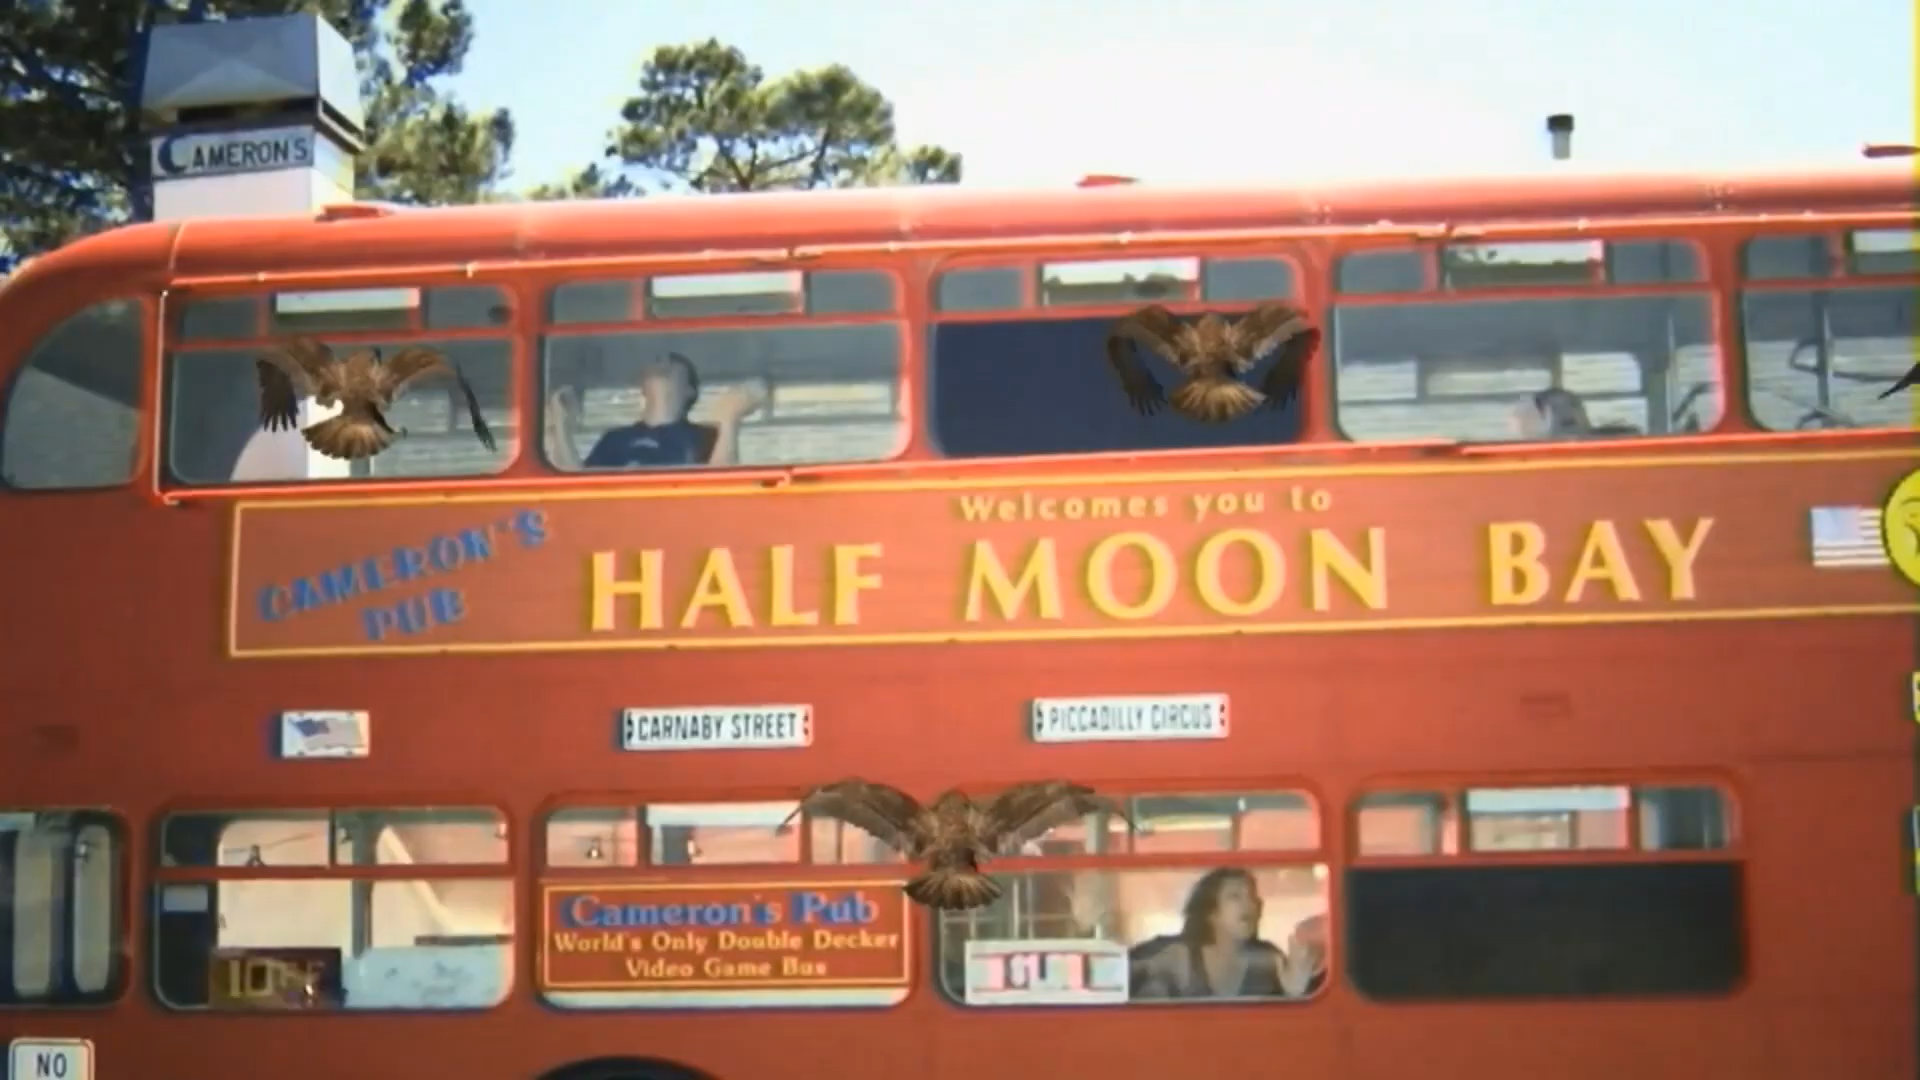 CAMERON'S
Welcomes you to
CAMERON'S
PUB
HALF MOON BAY
CARNABY STREET
PICCADILLY CIRCUS
Cameron's Pub
World's Only Double Decker
Video Game Bus
NO